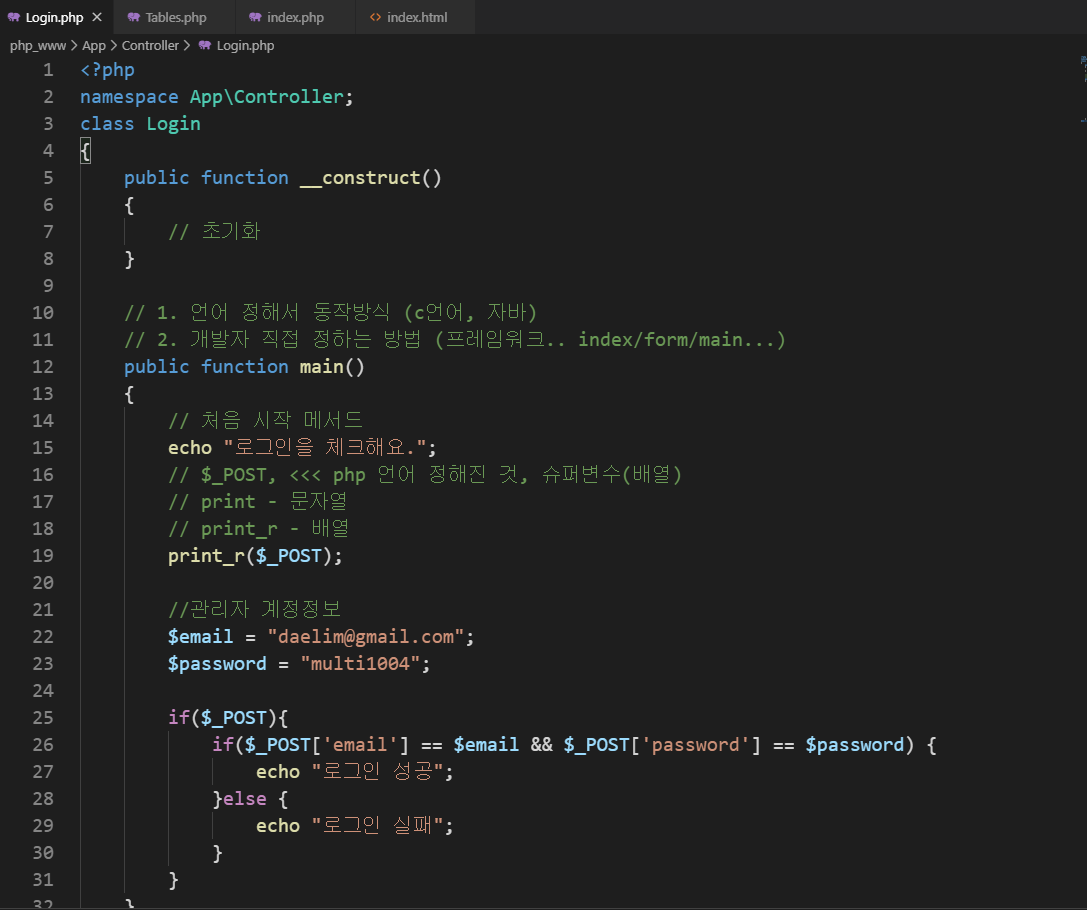 Login.php × Tables.php index.php <> index.html
php_www > App > Controller > Login.php
1 <?php
2 namespace App\Controller;
3 class Login
4 {
5     public function __construct()
6     {
7         // 초기화
8     }
9
10     // 1. 언어 정해서 동작방식 (c언어, 자바)
11     // 2. 개발자 직접 정하는 방법 (프레임워크.. index/form/main...)
12     public function main()
13     {
14         // 처음 시작 메서드
15         echo "로그인을 체크해요.";
16         // $_POST, <<< php 언어 정해진 것, 슈퍼변수(배열)
17         // print - 문자열
18         // print_r - 배열
19         print_r($_POST);
20
21         //관리자 계정정보
22         $email = "daelim@gmail.com";
23         $password = "multi1004";
24
25         if($_POST){
26             if($_POST['email'] == $email && $_POST['password'] == $password) {
27                 echo "로그인 성공";
28             }else {
29                 echo "로그인 실패";
30             }
31         }
32     }